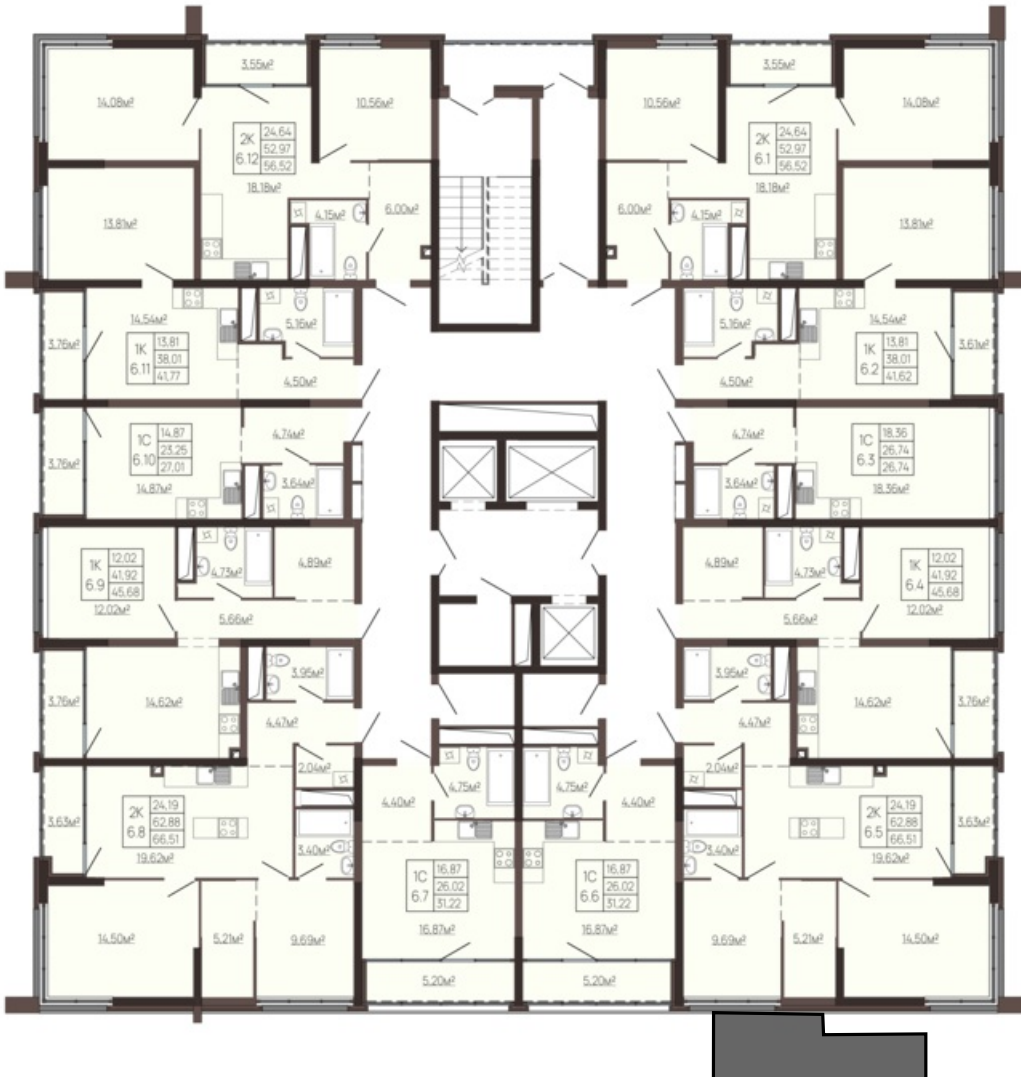 3.55м²
3.55м²
14.08м²
10.56м²
10.56м²
14.08м²
2К 24.64
6.12 52.97
56.52
2К 24.64
6.1 52.97
56.52
18.18м²
18.18м²
13.81м²
4.15м²
6.00м²
6.00м²
4.15м²
13.81м²
14.54м²
5.16м²
5.16м²
14.54м²
3.76м²
1К 13.81
6.11 38.01
41.77
1К 13.81
6.2 38.01
41.62
3.61м²
4.50м²
4.50м²
3.76м²
1С 14.87
6.10 23.25
27.01
4.74м²
4.74м²
1С 18.36
6.3 26.74
26.74
14.87м²
3.64м²
3.64м²
18.36м²
1К 12.02
6.9 41.92
45.68
4.73м²
4.89м²
4.89м²
4.73м²
1К 12.02
6.4 41.92
45.68
12.02м²
5.66м²
5.66м²
12.02м²
3.76м²
14.62м²
3.95м²
3.95м²
14.62м²
3.76м²
4.47м²
4.47м²
2.04м²
2.04м²
3.63м²
2К 24.19
6.8 62.88
66.51
4.40м²
4.75м²
4.75м²
4.40м²
2К 24.19
6.5 62.88
66.51
3.63м²
19.62м²
3.40м²
3.40м²
19.62м²
1С 16.87
6.7 26.02
31.22
1С 16.87
6.6 26.02
31.22
16.87м²
16.87м²
14.50м²
5.21м²
9.69м²
9.69м²
5.21м²
14.50м²
5.20м²
5.20м²